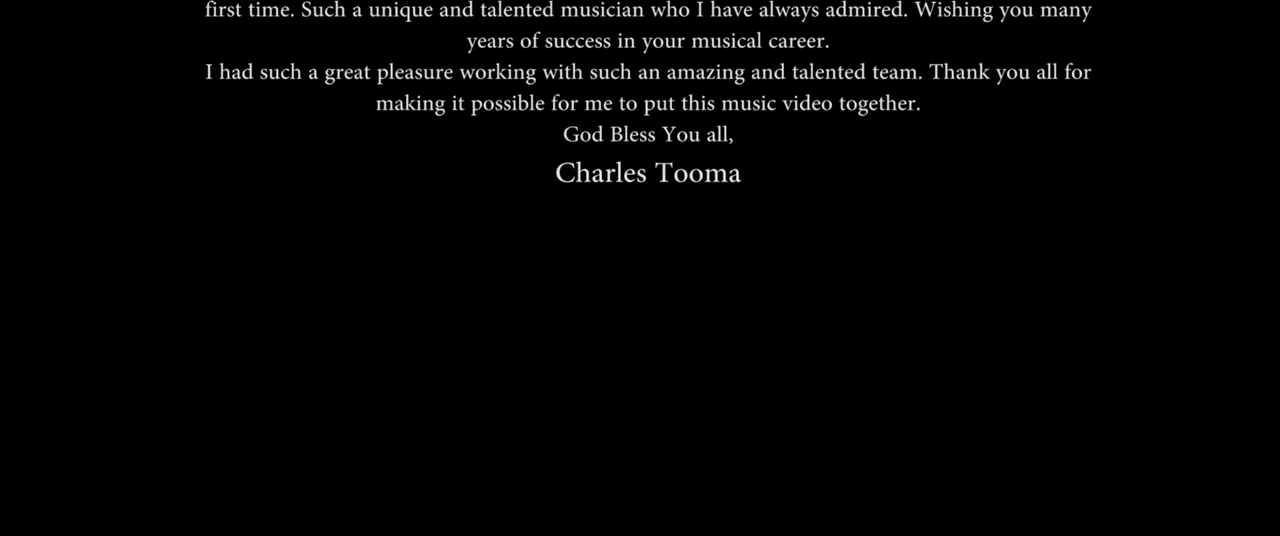 first time. Such a unique and talented musician who I have always admired. Wishing you many
years of success in your musical career.
I had such a great pleasure working with such an amazing and talented team. Thank you all for
making it possible for me to put this music video together.
God Bless You all,
Charles Tooma